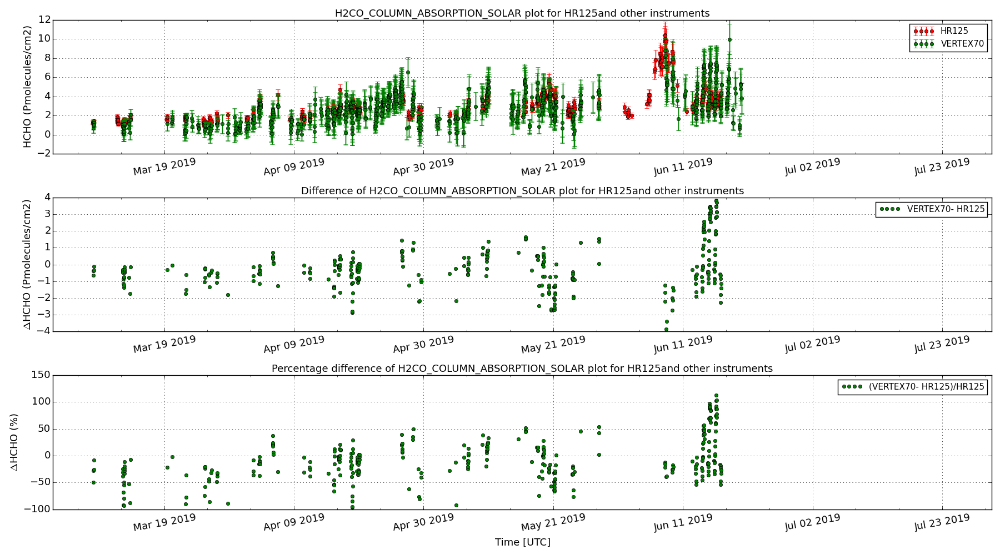 H2CO_COLUMN_ABSORPTION_SOLAR plot for HR125and other instruments
12
10
8
6
4
2
0
−2
HCHO (Pmolecules/cm2)
HR125
VERTEX70
Mar 19 2019
Apr 09 2019
Apr 30 2019
May 21 2019
Jun 11 2019
Jul 02 2019
Jul 23 2019
Difference of H2CO_COLUMN_ABSORPTION_SOLAR plot for HR125and other instruments
4
3
2
1
0
−1
−2
−3
−4
ΔHCHO (Pmolecules/cm2)
VERTEX70- HR125
Mar 19 2019
Apr 09 2019
Apr 30 2019
May 21 2019
Jun 11 2019
Jul 02 2019
Jul 23 2019
Percentage difference of H2CO_COLUMN_ABSORPTION_SOLAR plot for HR125and other instruments
150
100
50
0
−50
−100
ΔHCHO (%)
(VERTEX70- HR125)/HR125
Mar 19 2019
Apr 09 2019
Apr 30 2019
May 21 2019
Jun 11 2019
Jul 02 2019
Jul 23 2019
Time [UTC]